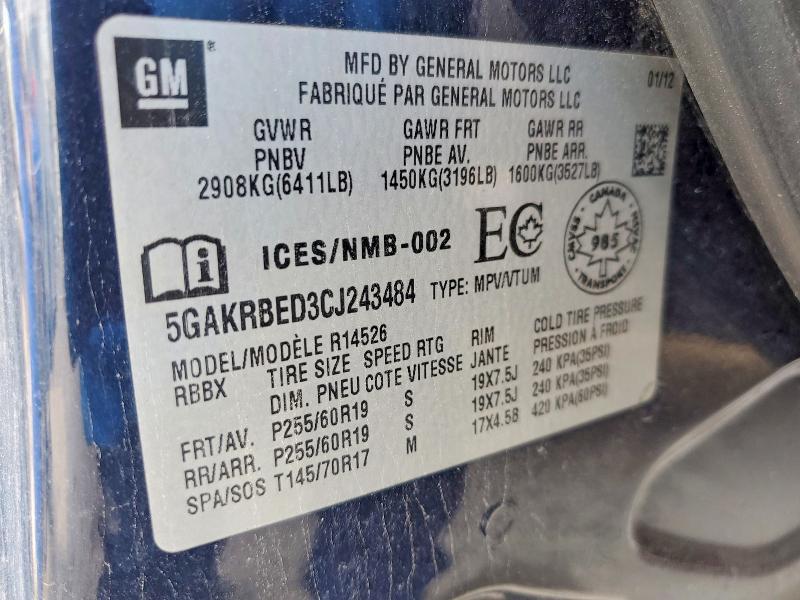 GM®
MFD BY GENERAL MOTORS LLC
01/12
FABRIQUÉ PAR GENERAL MOTORS LLC
GVWR GAWR FRT GAWR RR
PNBV PNBE AV. PNBE ARR.
2908KG(6411LB) 1450KG(3196LB) 1600KG(3527LB)
i ICES/NMB-002 EC
CANADA
985
TRANSPORT
5GAKRBED3CJ243484 TYPE: MPV/VTUM
MODEL/MODÈLE R14526
RBBX TIRE SIZE SPEED RTG RIM COLD TIRE PRESSURE
DIM. PNEU COTE VITESSE JANTE PRESSION À FROID
FRT/AV. P255/60R19 S 19X7.5J 240 KPA(35PSI)
RR/ARR. P255/60R19 S 19X7.5J 240 KPA(35PSI)
SPA/SOS T145/70R17 M 17X4.5B 420 KPA(60PSI)